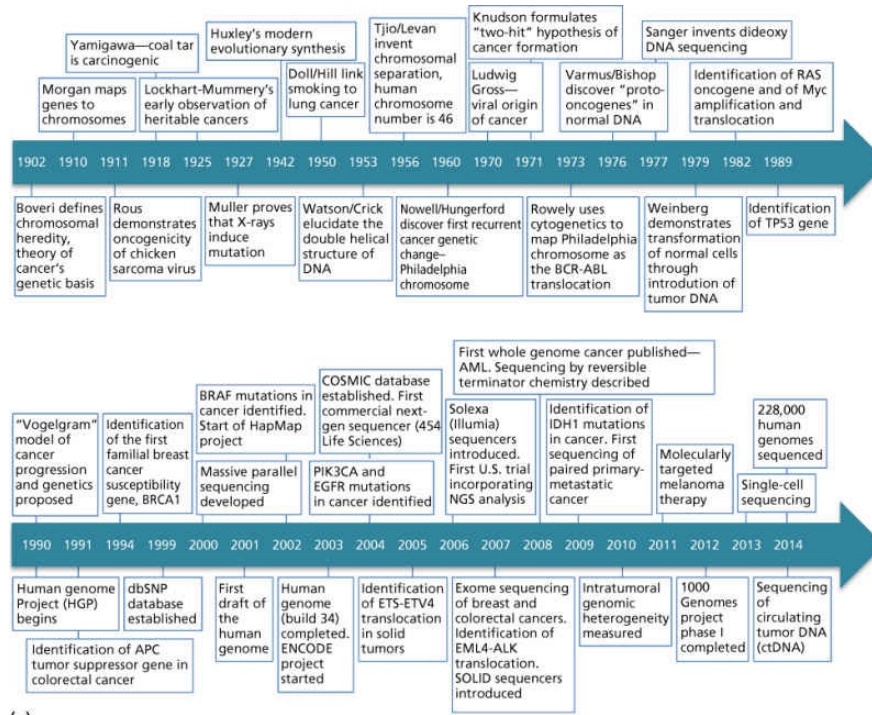 Yamigawa—coal tar
is carcinogenic
Huxley's modern
evolutionary synthesis
Tjio/Levan
invent
chromosomal
separation,
human
chromosome
number is 46
Knudson formulates
"two-hit" hypothesis of
cancer formation
Sanger invents dideoxy
DNA sequencing
Morgan maps
genes to
chromosomes
Lockhart-Mummery's
early observation of
heritable cancers
Doll/Hill link
smoking to
lung cancer
Ludwig
Gross—
viral origin
of cancer
Varmus/Bishop
discover "proto-
oncogenes" in
normal DNA
Identification of RAS
oncogene and of Myc
amplification and
translocation
1902 1910 1911 1918 1925 1927 1942 1950 1953 1956 1960 1970 1971 1973 1976 1977 1979 1982 1989
Boveri defines
chromosomal
heredity,
theory of
cancer's
genetic basis
Rous
demonstrates
oncogenicity
of chicken
sarcoma virus
Muller proves
that X-rays
induce
mutation
Watson/Crick
elucidate the
double helical
structure of
DNA
Nowell/Hungerford
discover first recurrent
cancer genetic
change–
Philadelphia
chromosome
Rowely uses
cytogenetics to
map Philadelphia
chromosome as
the BCR-ABL
translocation
Weinberg
demonstrates
transformation
of normal cells
through
introdution of
tumor DNA
Identification
of TP53 gene
"Vogelgram"
model of
cancer
progression
and genetics
proposed
Identification
of the first
familial breast
cancer
susceptibility
gene, BRCA1
BRAF mutations in
cancer identified.
Start of HapMap
project
Massive parallel
sequencing
developed
COSMIC database
established. First
commercial next-
gen sequencer (454
Life Sciences)
PIK3CA and
EGFR mutations
in cancer identified
First whole genome cancer published—
AML. Sequencing by reversible
terminator chemistry described
Solexa
(Illumia)
sequencers
introduced.
First U.S. trial
incorporating
NGS analysis
Identification of
IDH1 mutations
in cancer. First
sequencing of
paired primary-
metastatic
cancer
Molecularly
targeted
melanoma
therapy
228,000
human
genomes
sequenced
Single-cell
sequencing
1990 1991 1994 1999 2000 2001 2002 2003 2004 2005 2006 2007 2008 2009 2010 2011 2012 2013 2014
Human genome
Project (HGP)
begins
Identification of APC
tumor suppressor gene in
colorectal cancer
dbSNP
database
established
First
draft of
the human
genome
Human
genome
(build 34)
completed.
ENCODE
project
started
Identification
of ETS-ETV4
translocation
in solid
tumors
Exome sequencing
of breast and
colorectal cancers.
Identification of
EML4-ALK
translocation.
SOLID sequencers
introduced
Intratumoral
genomic
heterogeneity
measured
1000
Genomes
project
phase I
completed
Sequencing
of
circulating
tumor DNA
(ctDNA)